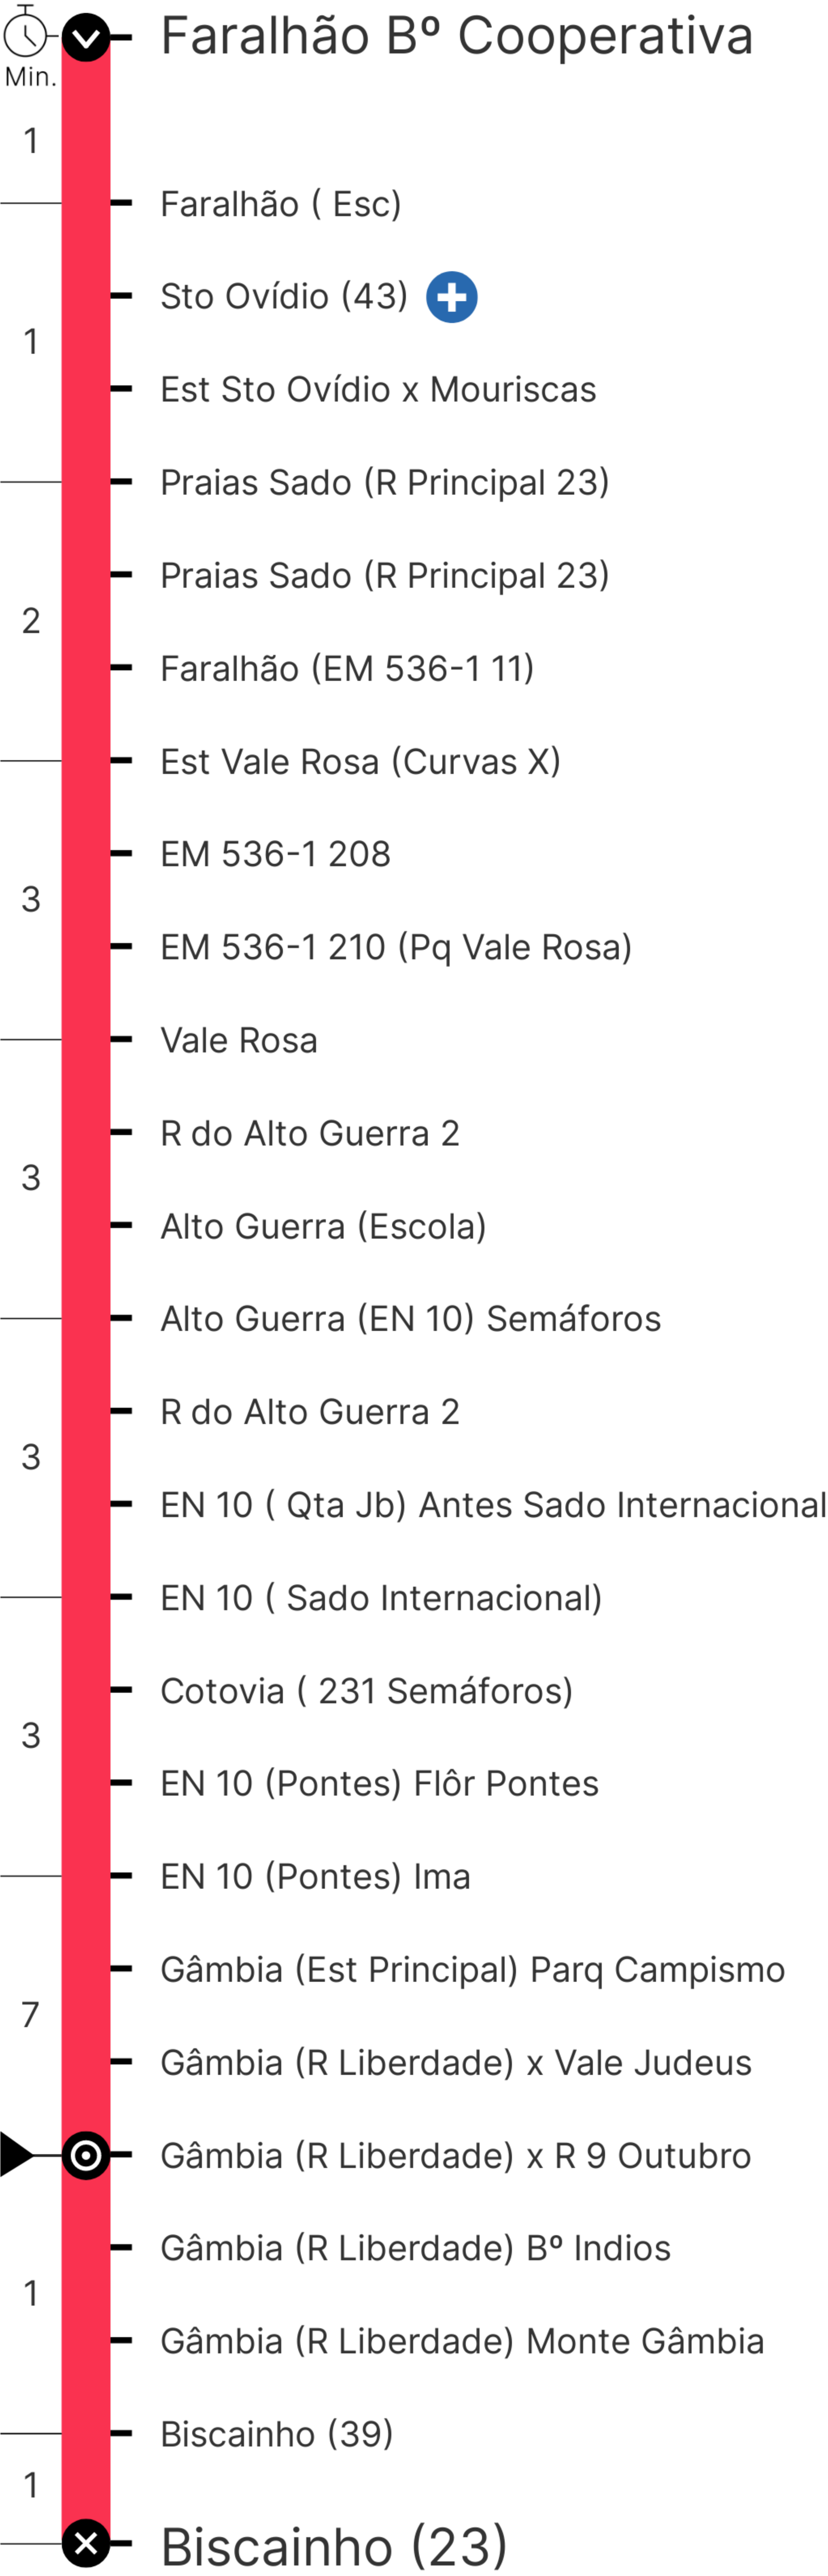 Faralhão Bº Cooperativa
Min.
1
Faralhão ( Esc)
Sto Ovídio (43)
1
Est Sto Ovídio x Mouriscas
Praias Sado (R Principal 23)
Praias Sado (R Principal 23)
2
Faralhão (EM 536-1 11)
Est Vale Rosa (Curvas X)
EM 536-1 208
3
EM 536-1 210 (Pq Vale Rosa)
Vale Rosa
R do Alto Guerra 2
3
Alto Guerra (Escola)
Alto Guerra (EN 10) Semáforos
R do Alto Guerra 2
3
EN 10 ( Qta Jb) Antes Sado Internacional
EN 10 ( Sado Internacional)
Cotovia ( 231 Semáforos)
3
EN 10 (Pontes) Flôr Pontes
EN 10 (Pontes) Ima
Gâmbia (Est Principal) Parq Campismo
7
Gâmbia (R Liberdade) x Vale Judeus
Gâmbia (R Liberdade) x R 9 Outubro
Gâmbia (R Liberdade) Bº Indios
1
Gâmbia (R Liberdade) Monte Gâmbia
Biscainho (39)
1
Biscainho (23)